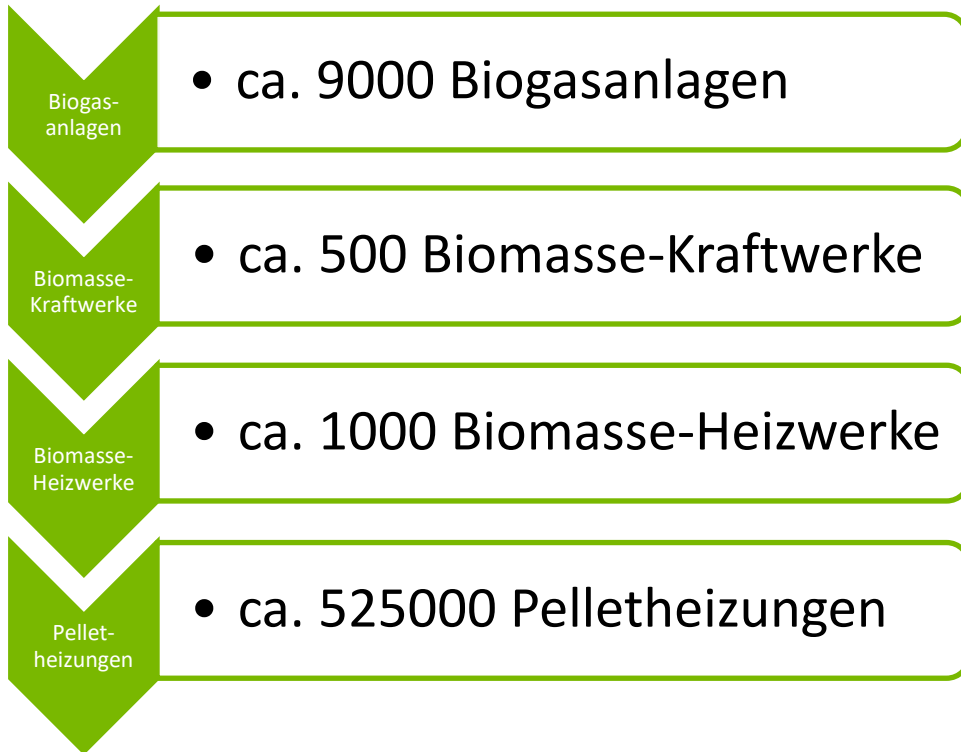 Biogas-
anlagen
• ca. 9000 Biogasanlagen
Biomasse-
Kraftwerke
• ca. 500 Biomasse-Kraftwerke
Biomasse-
Heizwerke
• ca. 1000 Biomasse-Heizwerke
Pellet-
heizungen
• ca. 525000 Pelletheizungen